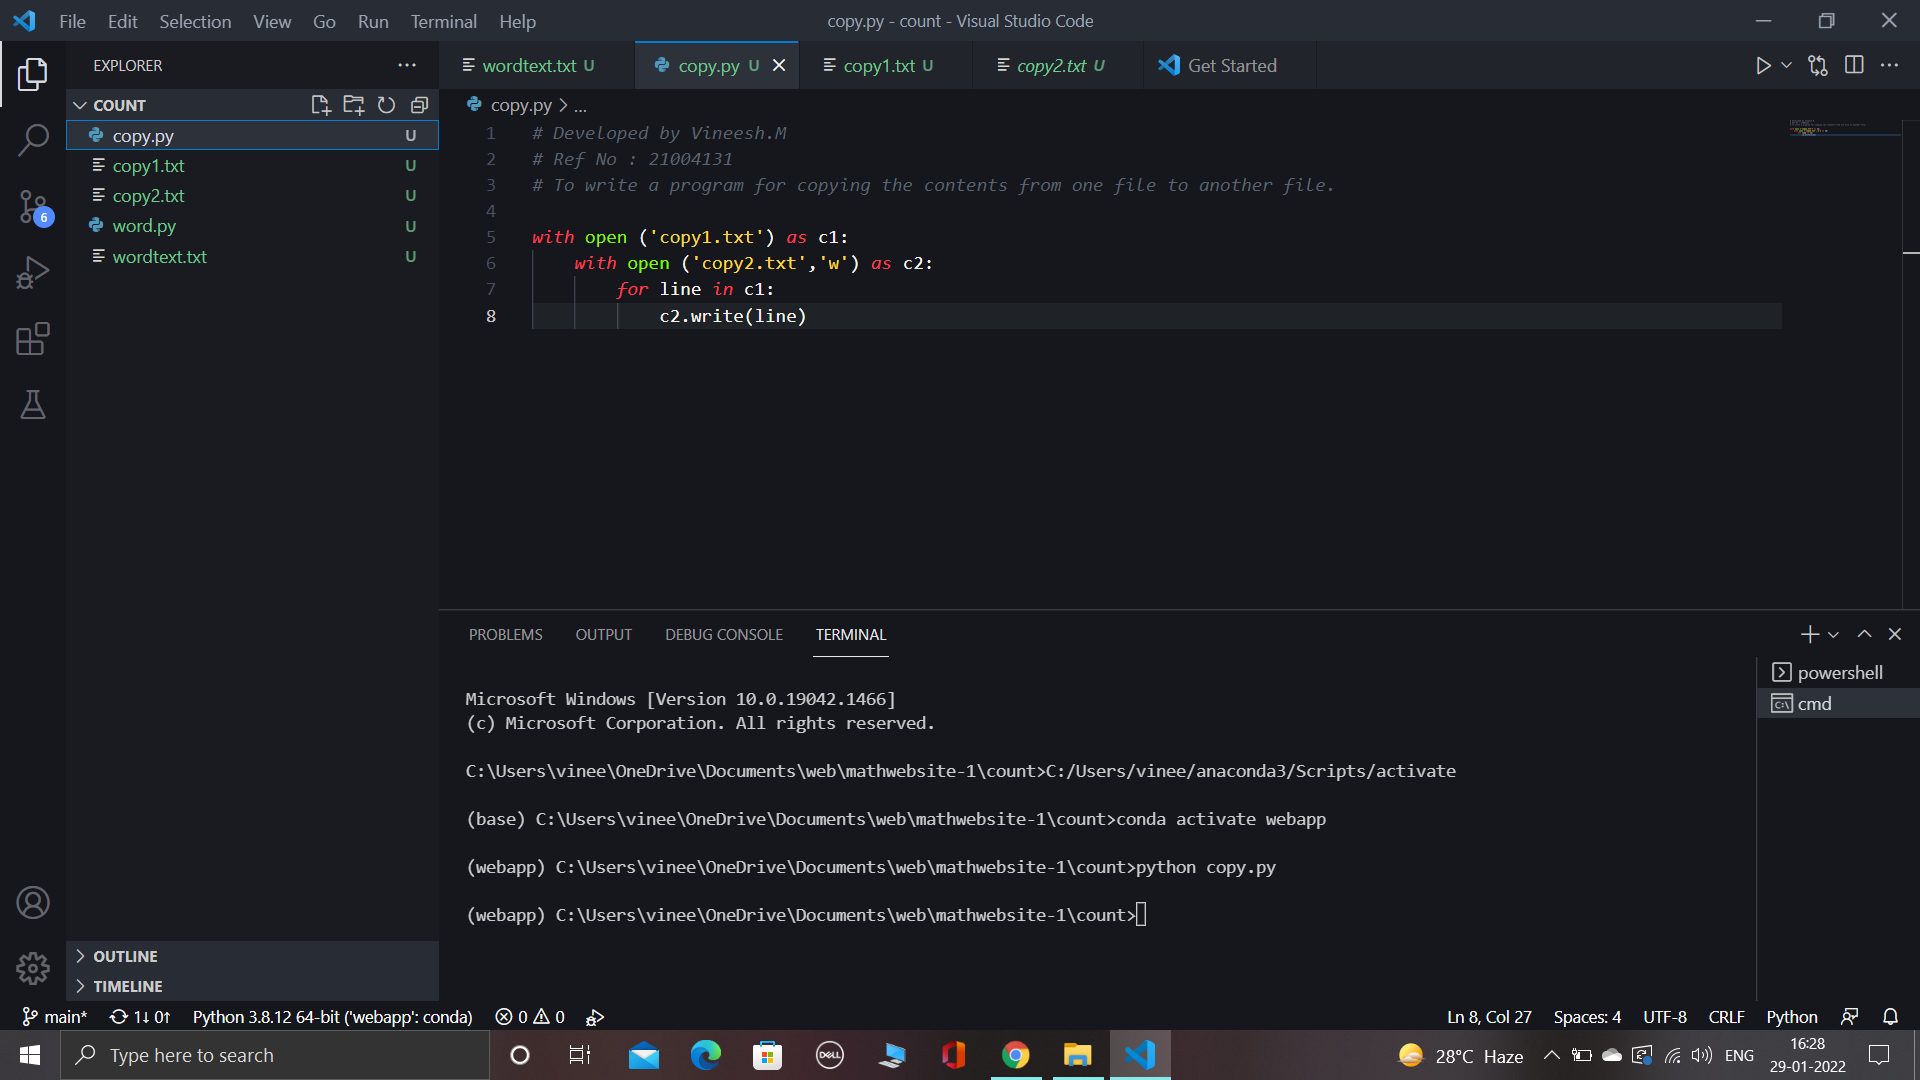 File Edit Selection View Go Run Terminal Help
copy.py - count - Visual Studio Code
EXPLORER
COUNT
copy.py U
copy1.txt U
copy2.txt U
word.py U
wordtext.txt U
OUTLINE
TIMELINE
6
wordtext.txt U
copy.py U
copy1.txt U
copy2.txt U
Get Started
copy.py > ...
1 # Developed by Vineesh.M
2 # Ref No : 21004131
3 # To write a program for copying the contents from one file to another file.
4
5 with open ('copy1.txt') as c1:
6 with open ('copy2.txt','w') as c2:
7 for line in c1:
8 c2.write(line)
PROBLEMS OUTPUT DEBUG CONSOLE TERMINAL
Microsoft Windows [Version 10.0.19042.1466]
(c) Microsoft Corporation. All rights reserved.
C:\Users\vinee\OneDrive\Documents\web\mathwebsite-1\count>C:/Users/vinee/anaconda3/Scripts/activate
(base) C:\Users\vinee\OneDrive\Documents\web\mathwebsite-1\count>conda activate webapp
(webapp) C:\Users\vinee\OneDrive\Documents\web\mathwebsite-1\count>python copy.py
(webapp) C:\Users\vinee\OneDrive\Documents\web\mathwebsite-1\count>
powershell
cmd
main* 1↓ 0↑ Python 3.8.12 64-bit ('webapp': conda) 0 0
Ln 8, Col 27 Spaces: 4 UTF-8 CRLF Python
Type here to search
DELL
28°C Haze
ENG
16:28
29-01-2022